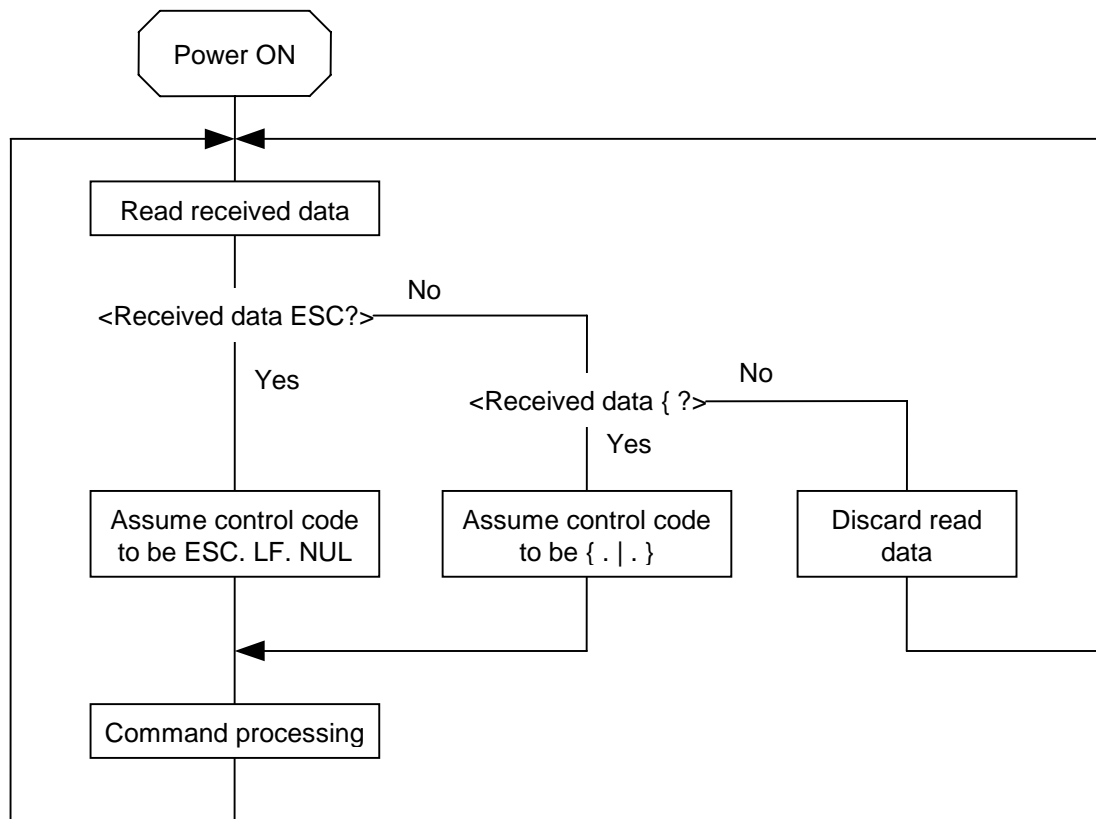 Power ON
Read received data
No
<Received data ESC?>
Yes
No
<Received data { ?>
Yes
Assume control code
to be ESC. LF. NUL
Assume control code
to be { . | . }
Discard read
data
Command processing